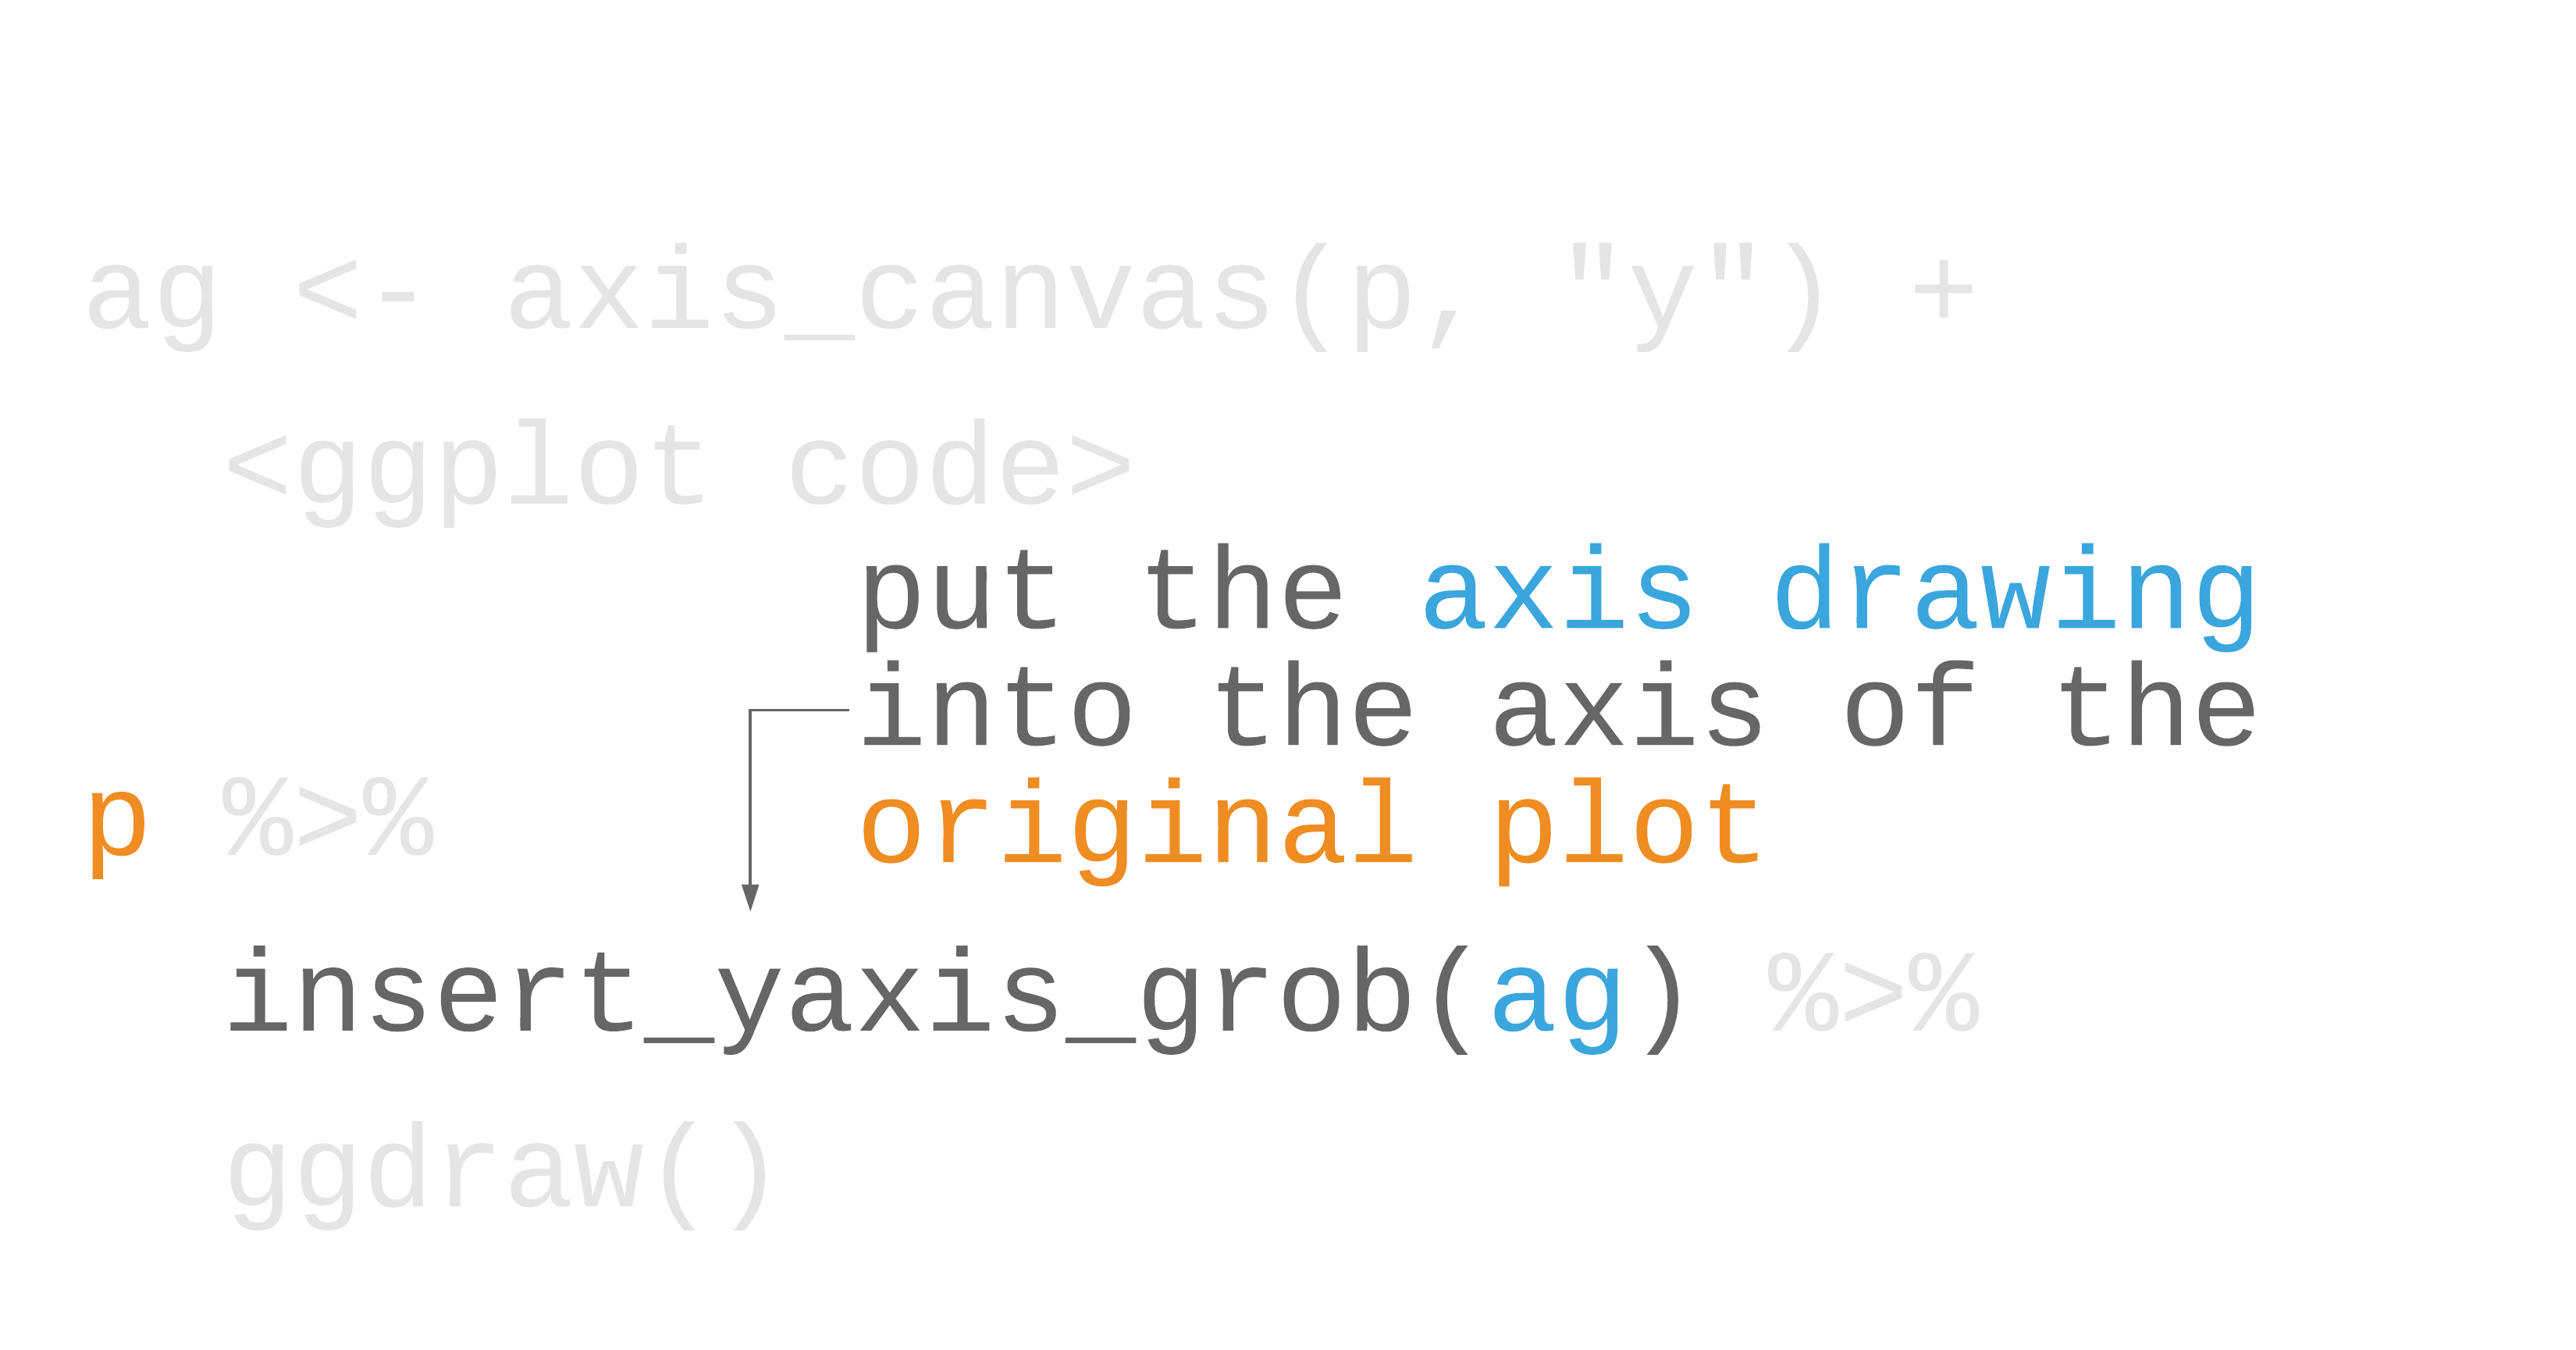 ag <- axis_canvas(p, "y") +
<ggplot code>
put the axis drawing
into the axis of the
original plot
p %>%
insert_yaxis_grob(ag) %>%
ggdraw()